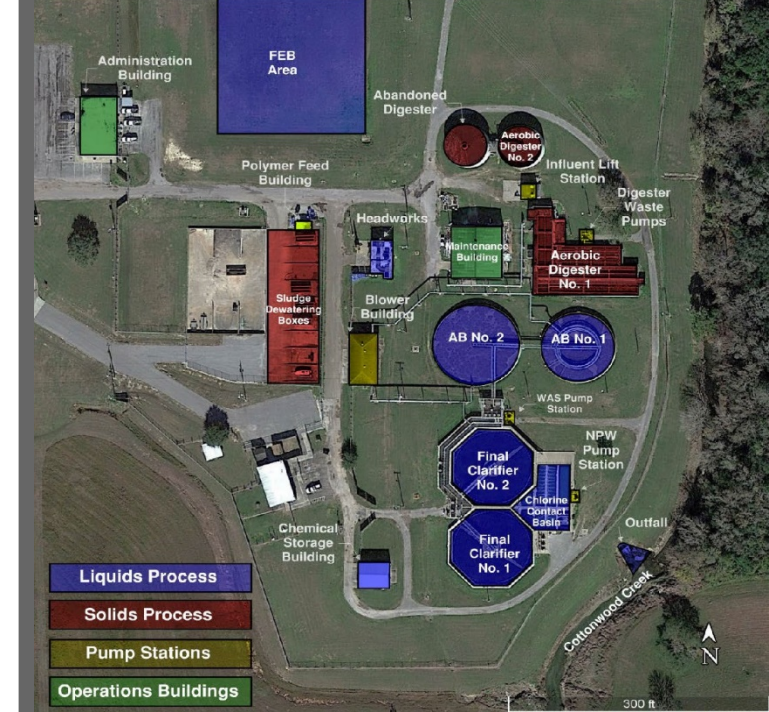 FEB
Area
Administration
Building
Abandoned
Digester
Aerobic
Digester
No. 2
Influent Lift
Station
Polymer Feed
Building
Digester
Waste
Pumps
Headworks
Maintenance
Building
Aerobic
Digester
No. 1
Sludge
Dewatering
Boxes
Blower
Building
AB No. 2
AB No. 1
WAS Pump
Station
NPW
Pump
Station
Final
Clarifier
No. 2
Chlorine
Contact
Basin
Outfall
Chemical
Storage
Building
Final
Clarifier
No. 1
Cottonwood Creek
Liquids Process
Solids Process
Pump Stations
Operations Buildings
N
300 ft